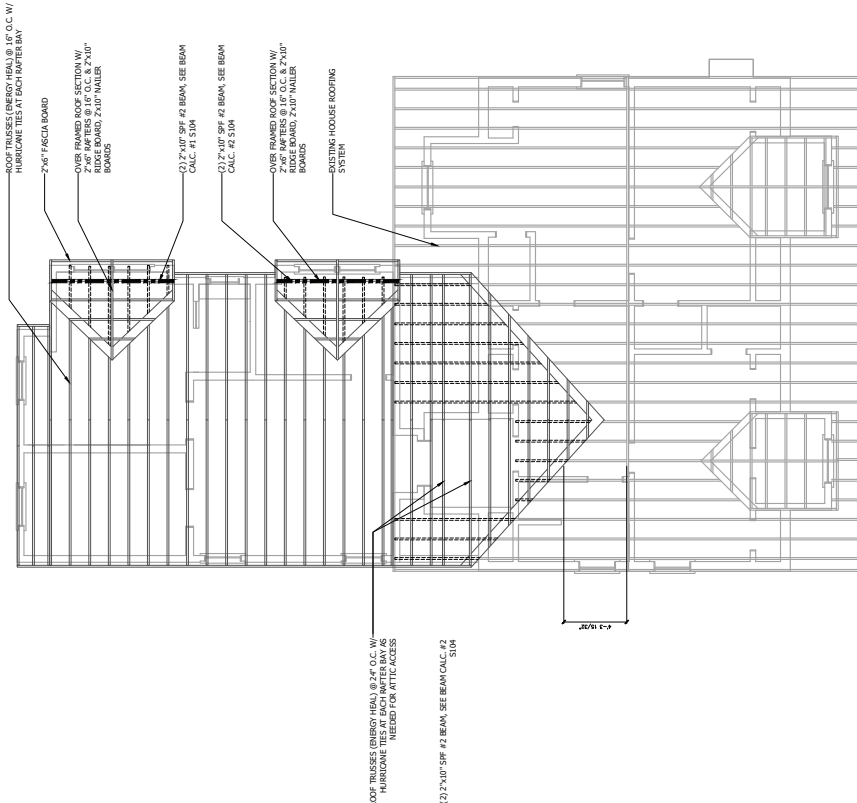 ROOF TRUSSES (ENERGY HEAL) @ 16" O.C. W/
HURRICANE TIES AT EACH RAFTER BAY
2"x6" FASCIA BOARD
OVER FRAMED ROOF SECTION W/
2"x6" RAFTERS @ 16" O.C. & 2"x10"
RIDGE BOARD, 2"x10" NAILER
BOARDS
(2) 2"x10" SPF #2 BEAM, SEE BEAM
CALC. #1 S104
(2) 2"x10" SPF #2 BEAM, SEE BEAM
CALC. #2 S104
OVER FRAMED ROOF SECTION W/
2"x6" RAFTERS @ 16" O.C. & 2"x10"
RIDGE BOARD, 2"x10" NAILER
BOARDS
EXISTING HOOUSE ROOFING
SYSTEM
OOF TRUSSES (ENERGY HEAL) @ 24" O.C. W/
HURRICANE TIES AT EACH RAFTER BAY AS
NEEDED FOR ATTIC ACCESS
(2) 2"x10" SPF #2 BEAM, SEE BEAM CALC. #2
S104
4'-3 15/32"